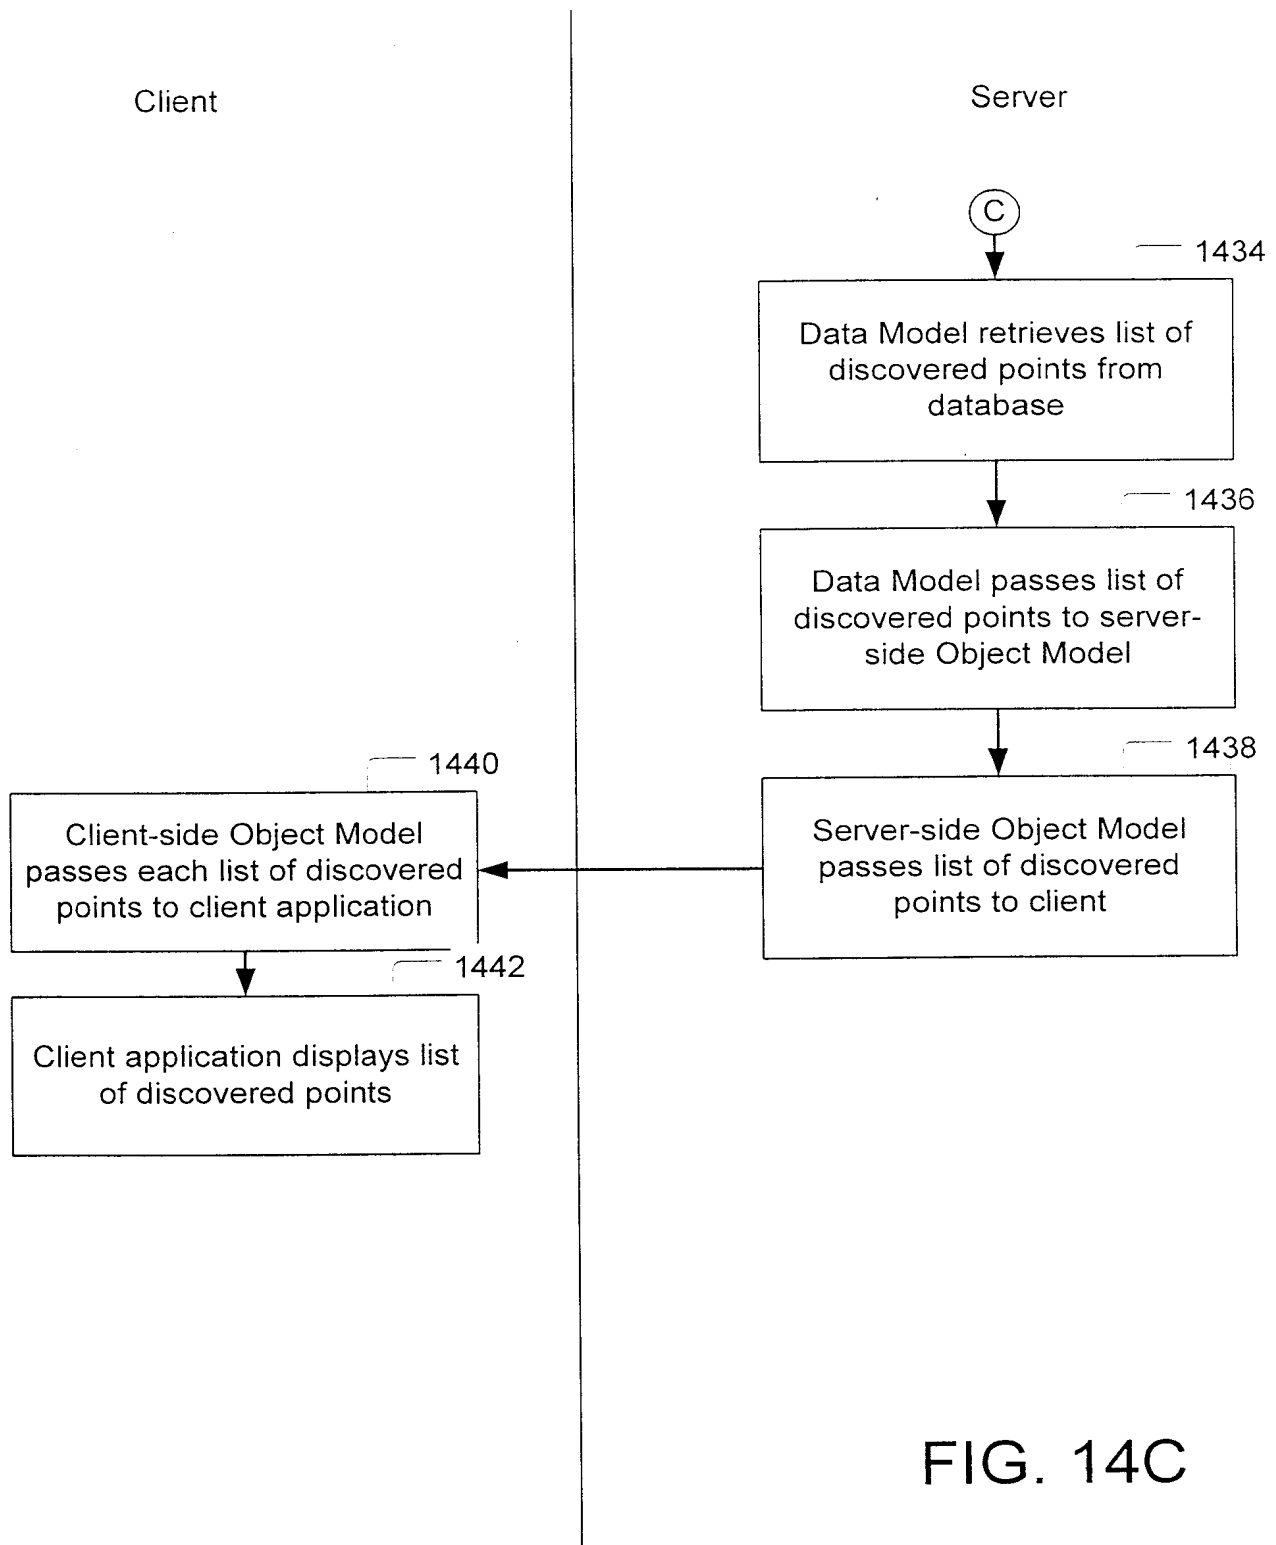 Client
Server
C
1434
Data Model retrieves list of
discovered points from
database
1436
Data Model passes list of
discovered points to server-
side Object Model
1438
Server-side Object Model
passes list of discovered
points to client
1440
Client-side Object Model
passes each list of discovered
points to client application
1442
Client application displays list
of discovered points
FIG. 14C